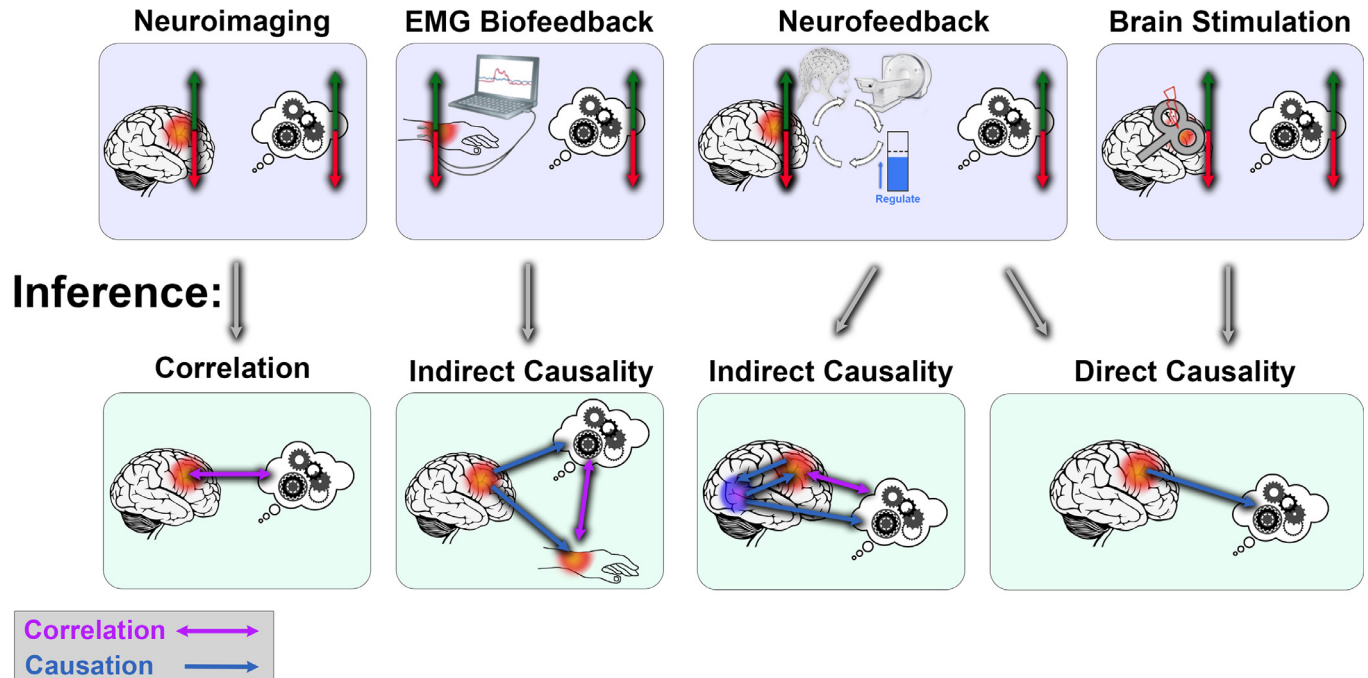 Neuroimaging
EMG Biofeedback
Neurofeedback
Brain Stimulation
Regulate
Inference:
Correlation
Indirect Causality
Indirect Causality
Direct Causality
Correlation
Causation